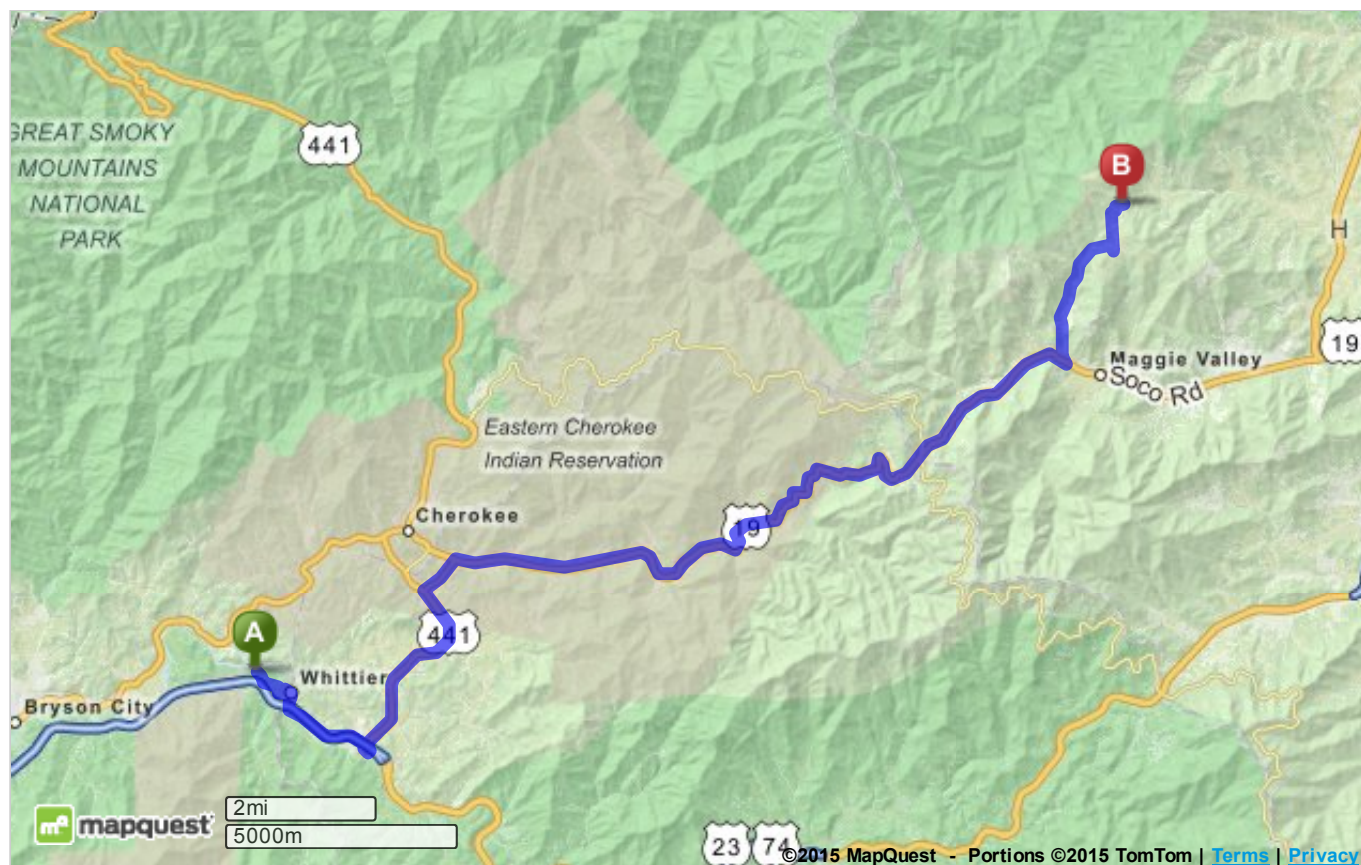 441
GREAT SMOKY
MOUNTAINS
NATIONAL
PARK
B
H
19
Maggie Valley
Soco Rd
Eastern Cherokee
Indian Reservation
Cherokee
19
A
441
Whittier
Bryson City
2mi
5000m
mapquest
23 74
©2015 MapQuest - Portions ©2015 TomTom | Terms | Privacy